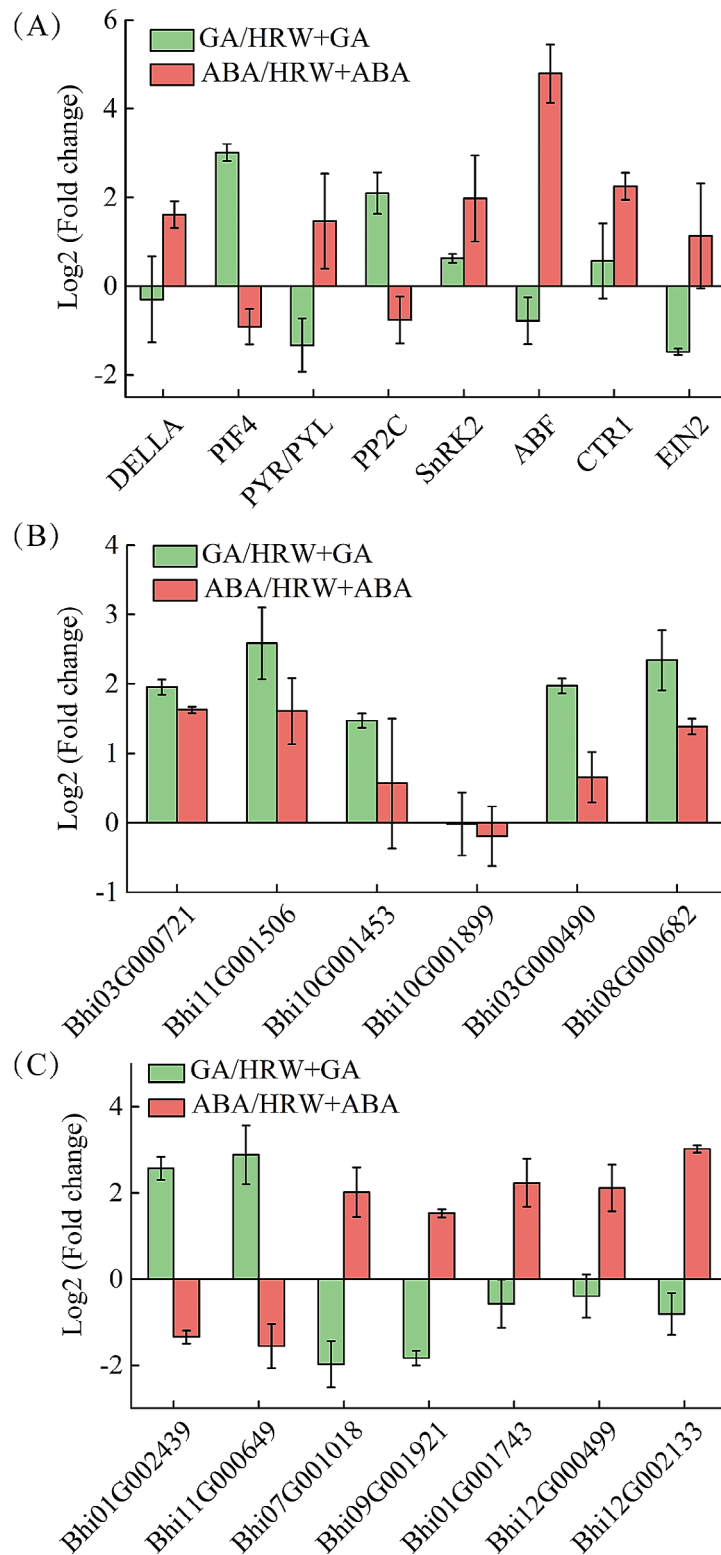 (A)
GA/HRW+GA
ABA/HRW+ABA
Log2 (Fold change)
6
4
2
0
-2
DELLA
PIF4
PYR/PYL
PP2C
SnRK2
ABF
CTR1
EIN2
(B)
GA/HRW+GA
ABA/HRW+ABA
Log2 (Fold change)
4
3
2
1
0
-1
Bhi03G000721
Bhi11G001506
Bhi10G001453
Bhi10G001899
Bhi03G000490
Bhi08G000682
(C)
GA/HRW+GA
ABA/HRW+ABA
Log2 (Fold change)
4
2
0
-2
Bhi01G002439
Bhi11G000649
Bhi07G001018
Bhi09G001921
Bhi01G001743
Bhi12G000499
Bhi12G002133